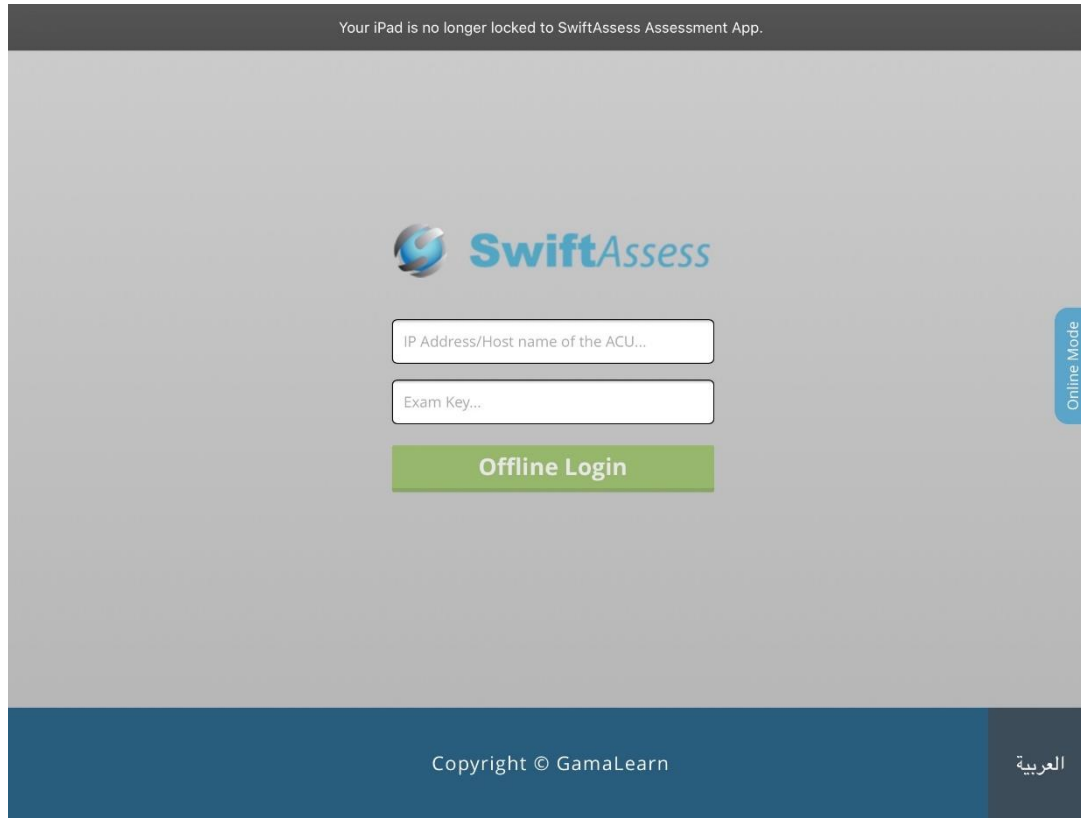 Your iPad is no longer locked to SwiftAssess Assessment App.
SwiftAssess
IP Address/Host name of the ACU...
Exam Key...
Offline Login
Online Mode
Copyright © GamaLearn
العربية